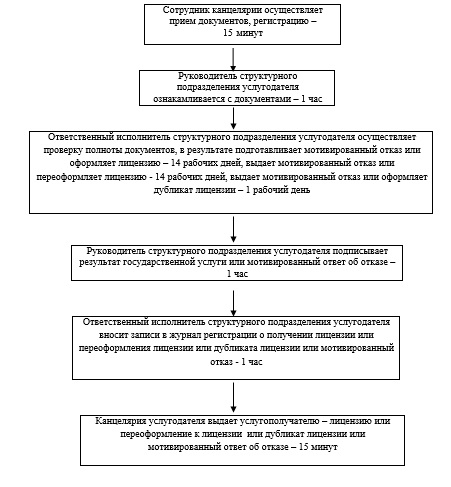 Сотрудник канцелярии осуществляет
прием документов, регистрацию –
15 минут
Руководитель структурного
подразделения услугодателя
ознакамливается с документами – 1 час
Ответственный исполнитель структурного подразделения услугодателя осуществляет
проверку полноты документов, в результате подготавливает мотивированный отказ или
оформляет лицензию – 14 рабочих дней, выдает мотивированный отказ или
переоформляет лицензию - 14 рабочих дней, выдает мотивированный отказ или оформляет
дубликат лицензии – 1 рабочий день
Руководитель структурного подразделения услугодателя подписывает
результат государственной услуги или мотивированный ответ об отказе –
1 час
Ответственный исполнитель структурного подразделения услугодателя
вносит записи в журнал регистрации о получении лицензии или
переоформления лицензии или дубликата лицензии или мотивированный
отказ - 1 час
Канцелярия услугодателя выдает услугополучателю – лицензию или
переоформление к лицензии или дубликат лицензии или
мотивированный ответ об отказе – 15 минут